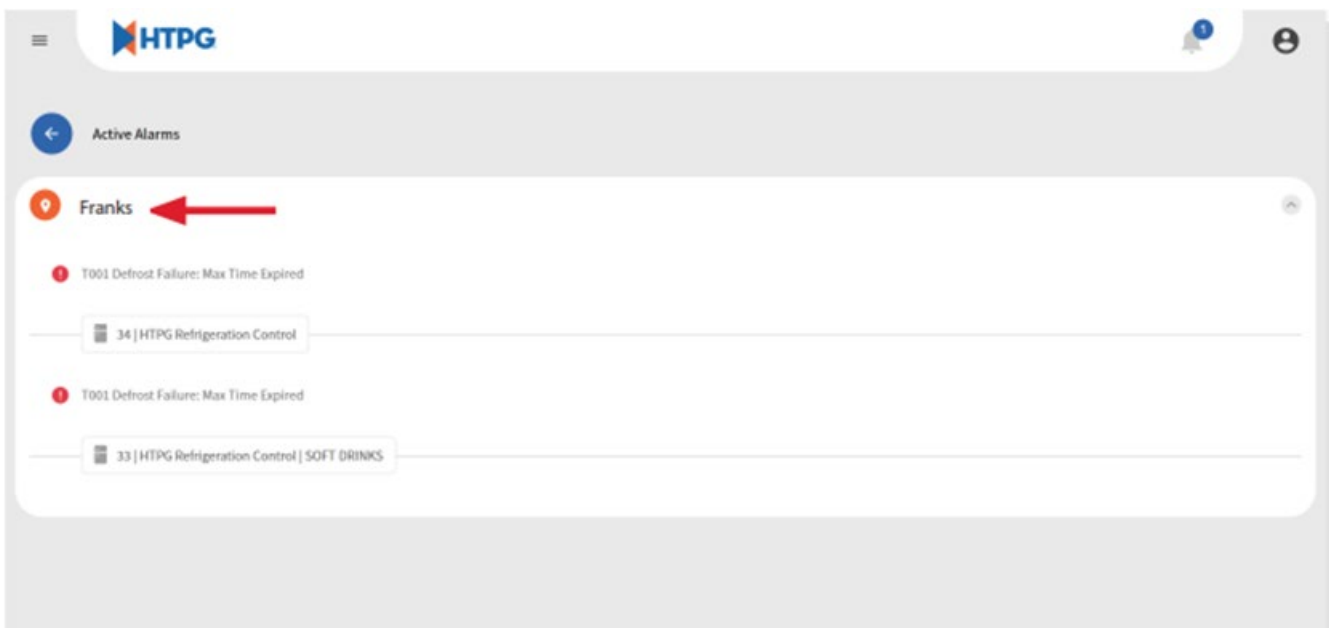 HTPG
1
Active Alarms
Franks
T001 Defrost Failure: Max Time Expired
34 | HTPG Refrigeration Control
T001 Defrost Failure: Max Time Expired
33 | HTPG Refrigeration Control | SOFT DRINKS